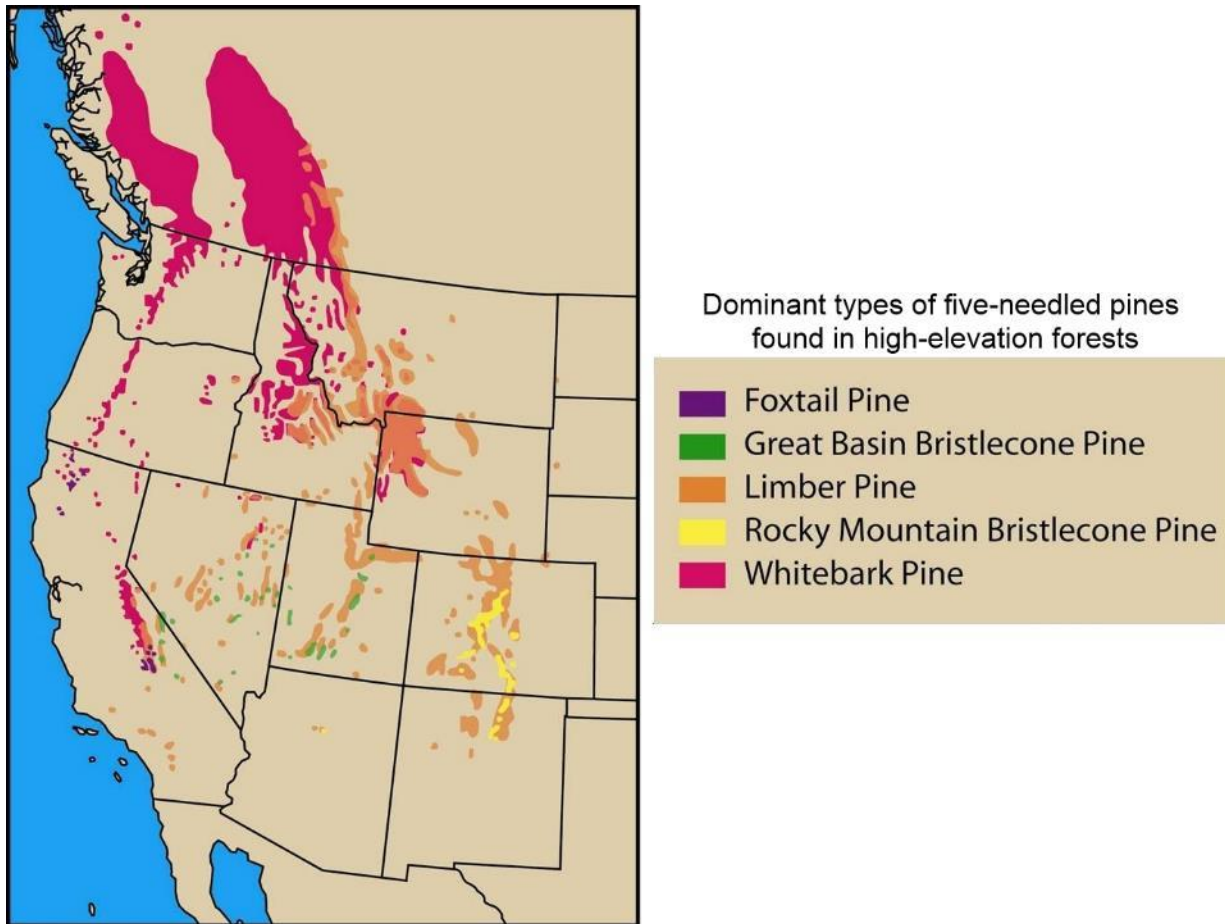 Dominant types of five-needled pines
found in high-elevation forests
Foxtail Pine
Great Basin Bristlecone Pine
Limber Pine
Rocky Mountain Bristlecone Pine
Whitebark Pine